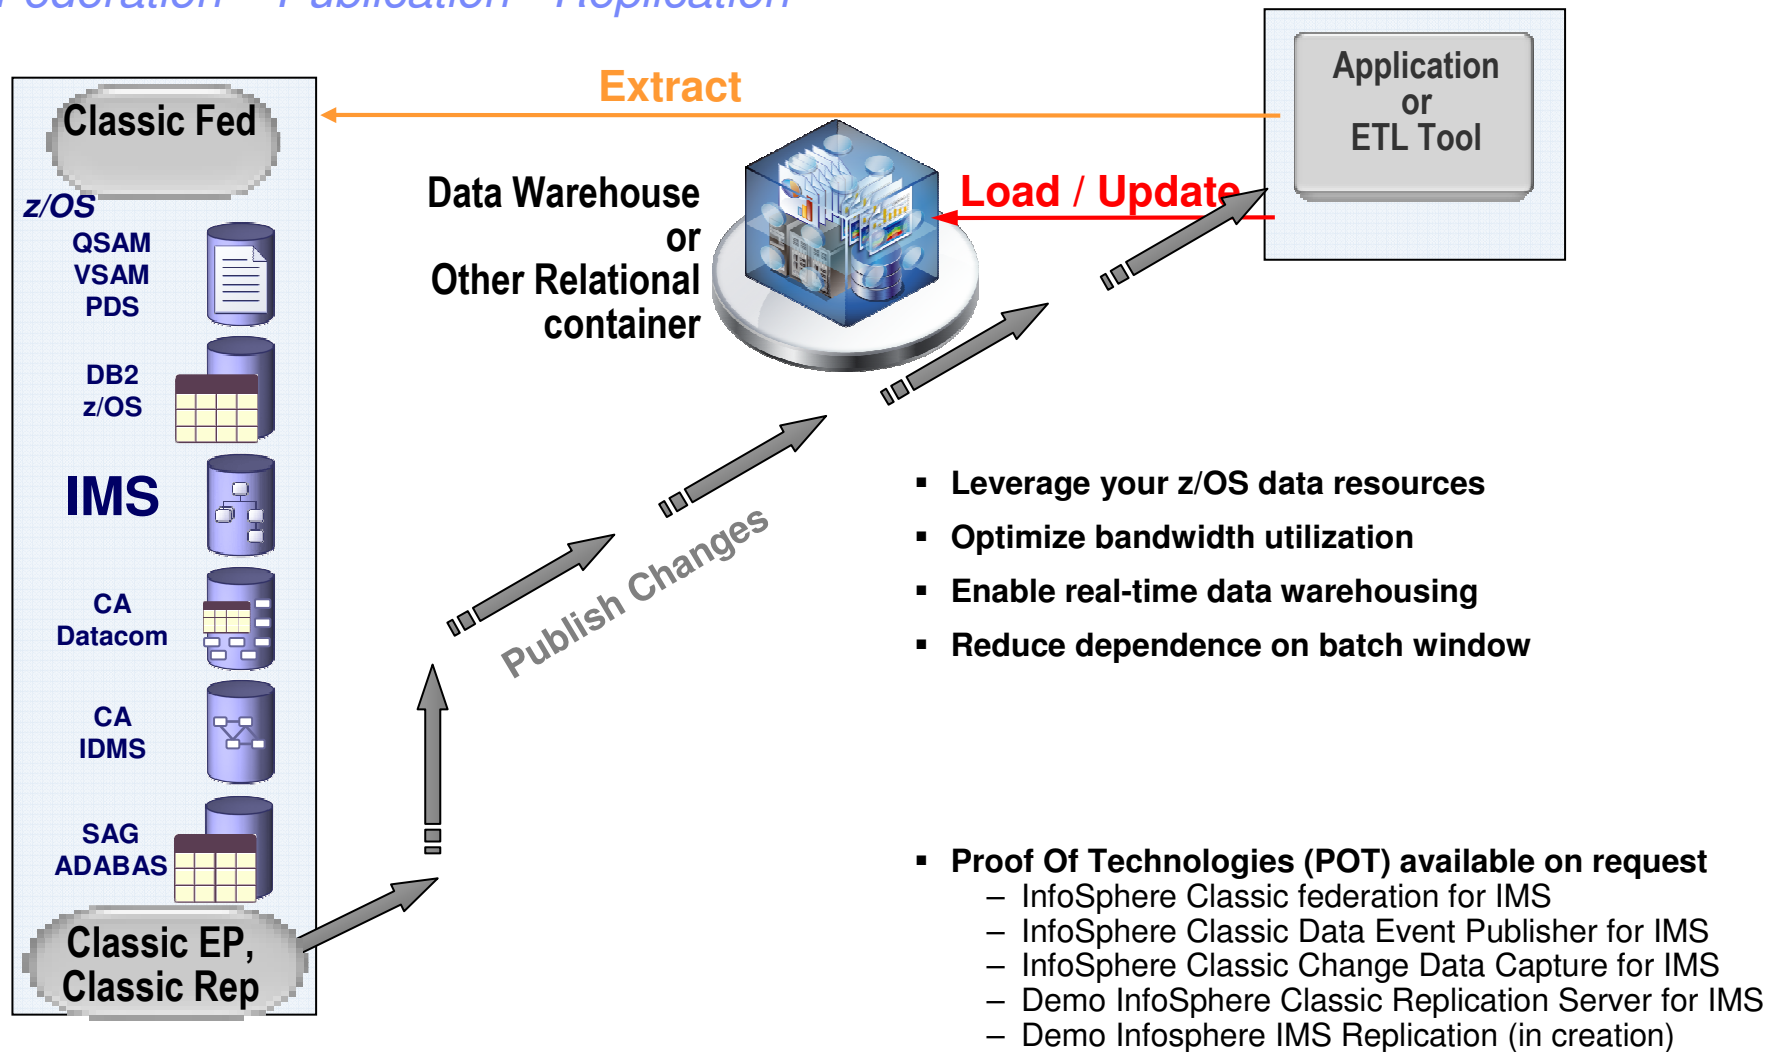 Federation – Publication - Replication
Classic Fed
z/OS
QSAM
VSAM
PDS
DB2
z/OS
IMS
CA
Datacom
CA
IDMS
SAG
ADABAS
Classic EP,
Classic Rep
Extract
Data Warehouse
or
Other Relational
container
Load / Update
Application
or
ETL Tool
Publish Changes
▪ Leverage your z/OS data resources
▪ Optimize bandwidth utilization
▪ Enable real-time data warehousing
▪ Reduce dependence on batch window
▪ Proof Of Technologies (POT) available on request
– InfoSphere Classic federation for IMS
– InfoSphere Classic Data Event Publisher for IMS
– InfoSphere Classic Change Data Capture for IMS
– Demo InfoSphere Classic Replication Server for IMS
– Demo Infosphere IMS Replication (in creation)